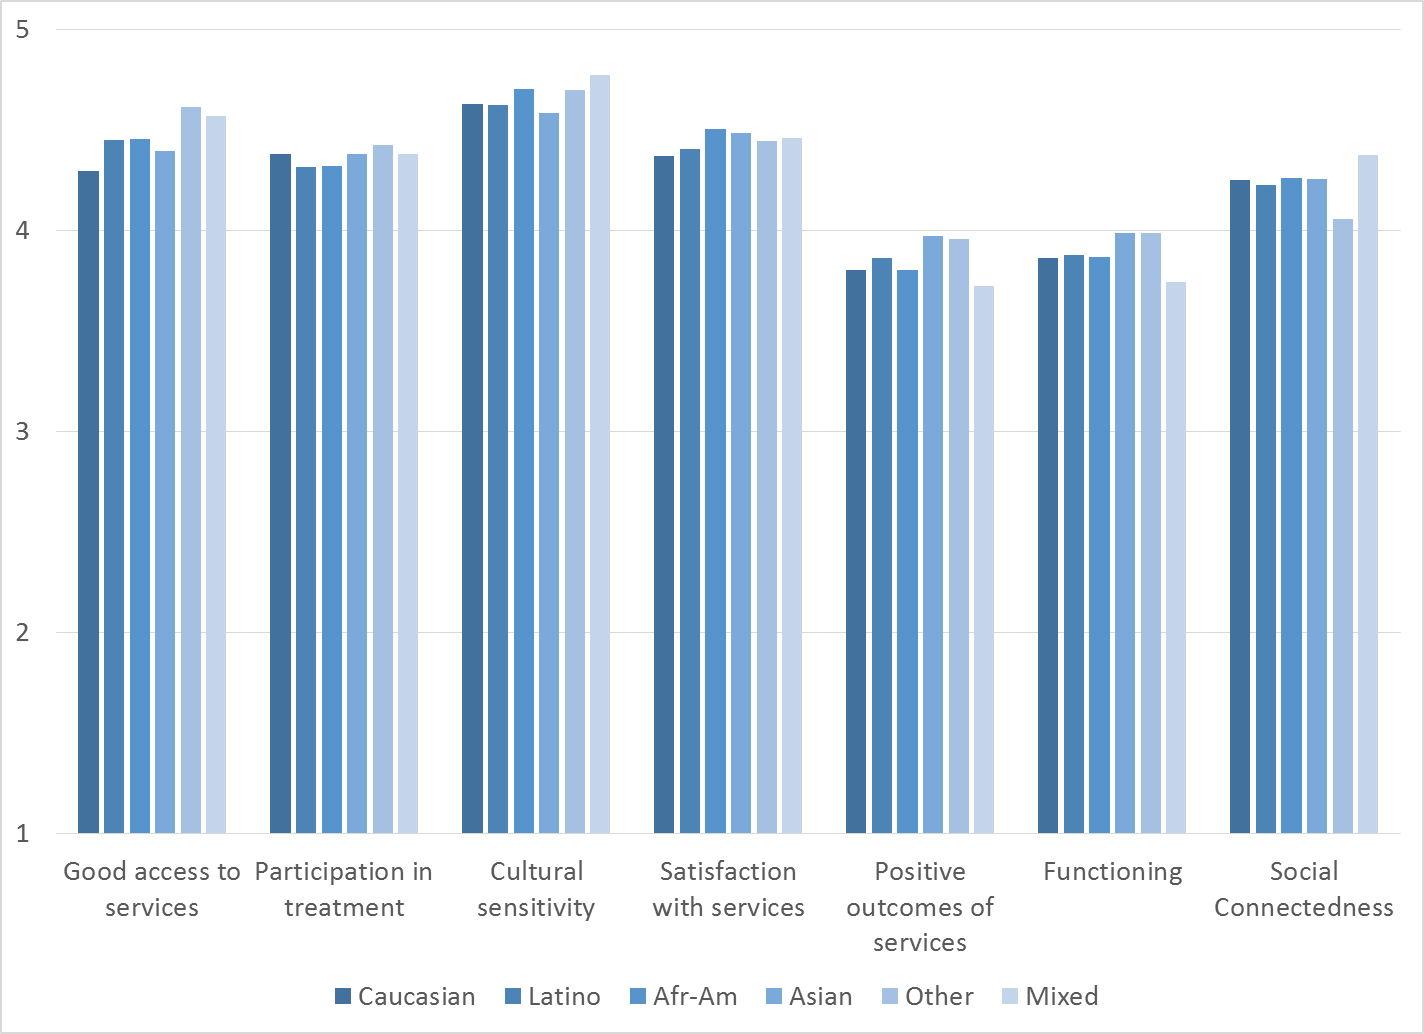 5
4
3
2
1
Good access to services
Participation in treatment
Cultural sensitivity
Satisfaction with services
Positive outcomes of services
Functioning
Social Connectedness
Caucasian Latino Afr-Am Asian Other Mixed